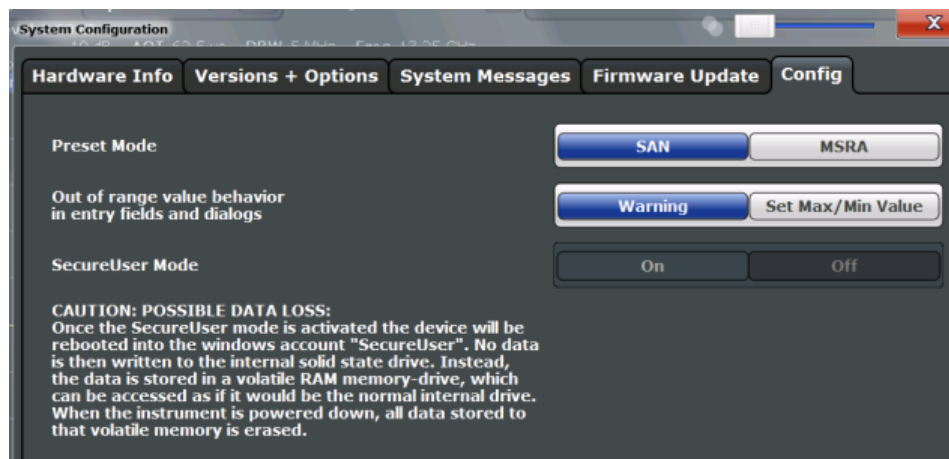 System Configuration
Hardware Info Versions + Options System Messages Firmware Update Config
Preset Mode SAN MSRA
Out of range value behavior
in entry fields and dialogs
Warning Set Max/Min Value
SecureUser Mode On Off
CAUTION: POSSIBLE DATA LOSS:
Once the SecureUser mode is activated the device will be
rebooted into the windows account "SecureUser". No data
is then written to the internal solid state drive. Instead,
the data is stored in a volatile RAM memory-drive, which
can be accessed as if it would be the normal internal drive.
When the instrument is powered down, all data stored to
that volatile memory is erased.